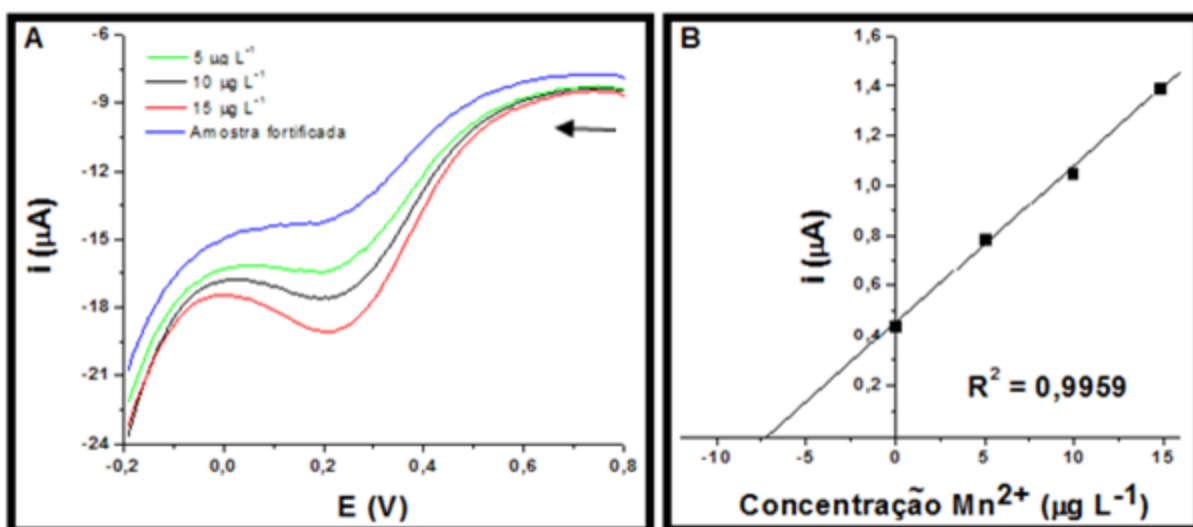 A
5 µg L⁻¹
10 µg L⁻¹
15 µg L⁻¹
Amostra fortificada
-6
-9
-12
-15
-18
-21
-24
i (µA)
-0,2
0,0
0,2
0,4
0,6
0,8
E (V)
B
1,6
1,4
1,2
1,0
0,8
0,6
0,4
0,2
i (µA)
R² = 0,9959
-10
-5
0
5
10
15
Concentração Mn²⁺ (µg L⁻¹)